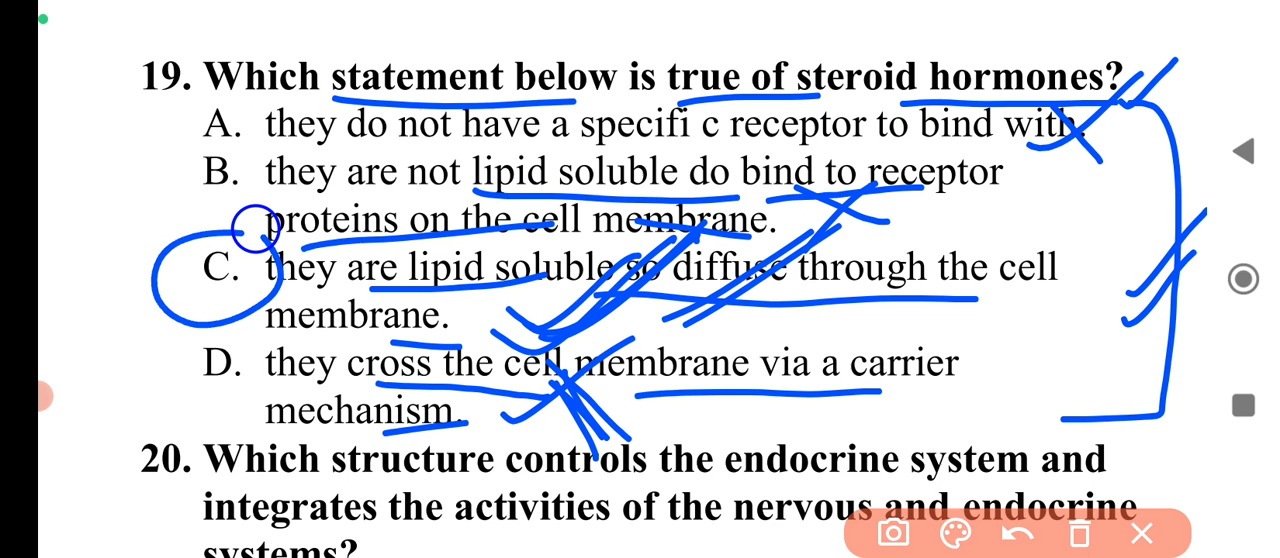 19. Which statement below is true of steroid hormones?
A. they do not have a specifi c receptor to bind with.
B. they are not lipid soluble do bind to receptor
proteins on the cell membrane.
C. they are lipid soluble so diffuse through the cell
membrane.
D. they cross the cell membrane via a carrier
mechanism.
20. Which structure controls the endocrine system and
integrates the activities of the nervous and endocrine
systems?